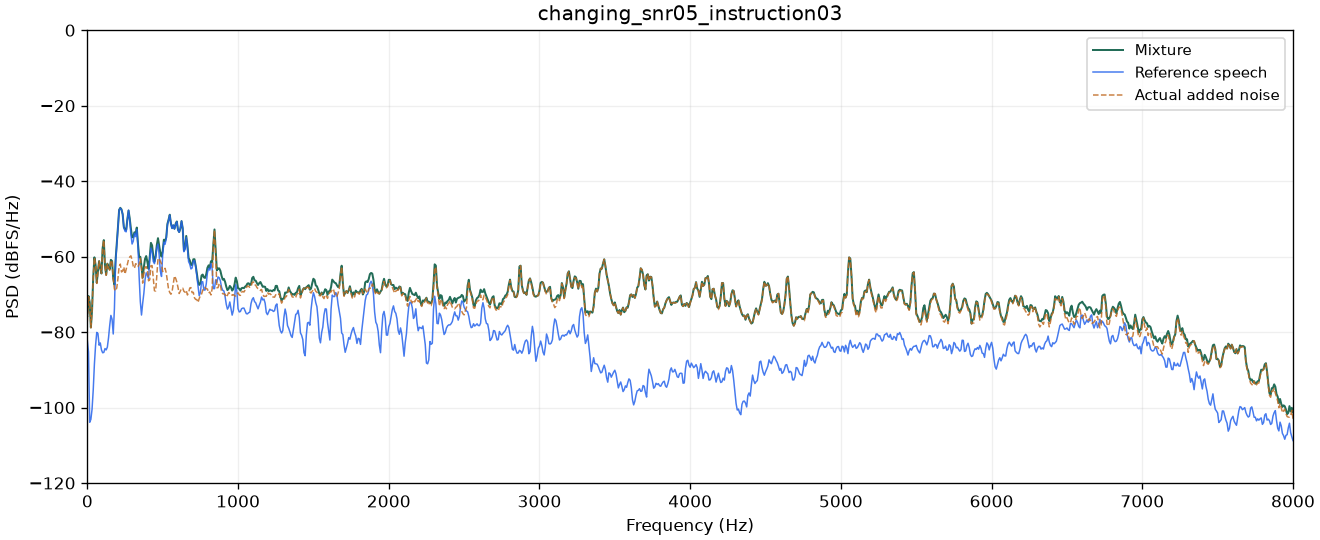 changing_snr05_instruction03
Mixture
Reference speech
Actual added noise
PSD (dBFS/Hz)
0
−20
−40
−60
−80
−100
−120
0 1000 2000 3000 4000 5000 6000 7000 8000
Frequency (Hz)